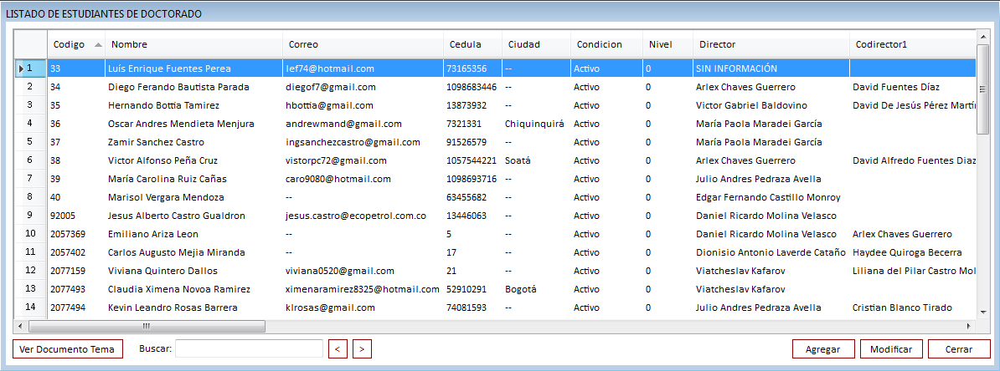 LISTADO DE ESTUDIANTES DE DOCTORADO
Codigo Nombre Correo Cedula Ciudad Condicion Nivel Director Codirector1
1 33 Luís Enrique Fuentes Perea lef74@hotmail.com 73165356 -- Activo 0 SIN INFORMACIÓN
2 34 Diego Ferando Bautista Parada diegof7@gmail.com 1098683446 -- Activo 0 Arlex Chaves Guerrero David Fuentes Díaz
3 35 Hernando Bottia Tamirez hbottia@gmail.com 13873932 -- Activo 0 Victor Gabriel Baldovino David De Jesús Pérez Martín
4 36 Oscar Andres Mendieta Menjura andrewmand@gmail.com 7321331 Chiquinquirá Activo 0 María Paola Maradei García
5 37 Zamir Sanchez Castro ingsanchezcastro@gmail.com 91526579 -- Activo 0 María Paola Maradei García
6 38 Victor Alfonso Peña Cruz vistorpc72@gmail.com 1057544221 Soatá Activo 0 Arlex Chaves Guerrero David Alfredo Fuentes Diaz
7 39 María Carolina Ruiz Cañas caro9080@hotmail.com 1098693716 -- Activo 0 Julio Andres Pedraza Avella
8 40 Marisol Vergara Mendoza -- 63455682 -- Activo 0 Edgar Fernando Castillo Monroy
9 92005 Jesus Alberto Castro Gualdron jesus.castro@ecopetrol.com.co 13446063 -- Activo 0 Daniel Ricardo Molina Velasco
10 2057369 Emiliano Ariza Leon -- 5 -- Activo 0 Daniel Ricardo Molina Velasco Arlex Chaves Guerrero
11 2057402 Carlos Augusto Mejia Miranda -- 17 -- Activo 0 Dionisio Antonio Laverde Cataño Haydee Quiroga Becerra
12 2077159 Viviana Quintero Dallos viviana0520@gmail.com 21 -- Activo 0 Viatcheslav Kafarov Liliana del Pilar Castro Mol
13 2077493 Claudia Ximena Novoa Ramirez ximenaramirez8325@hotmail.com 52910291 Bogotá Activo 0 Viatcheslav Kafarov
14 2077494 Kevin Leandro Rosas Barrera klrosas@gmail.com 74081593 -- Activo 0 Julio Andres Pedraza Avella Cristian Blanco Tirado
Ver Documento Tema Buscar: < > Agregar Modificar Cerrar